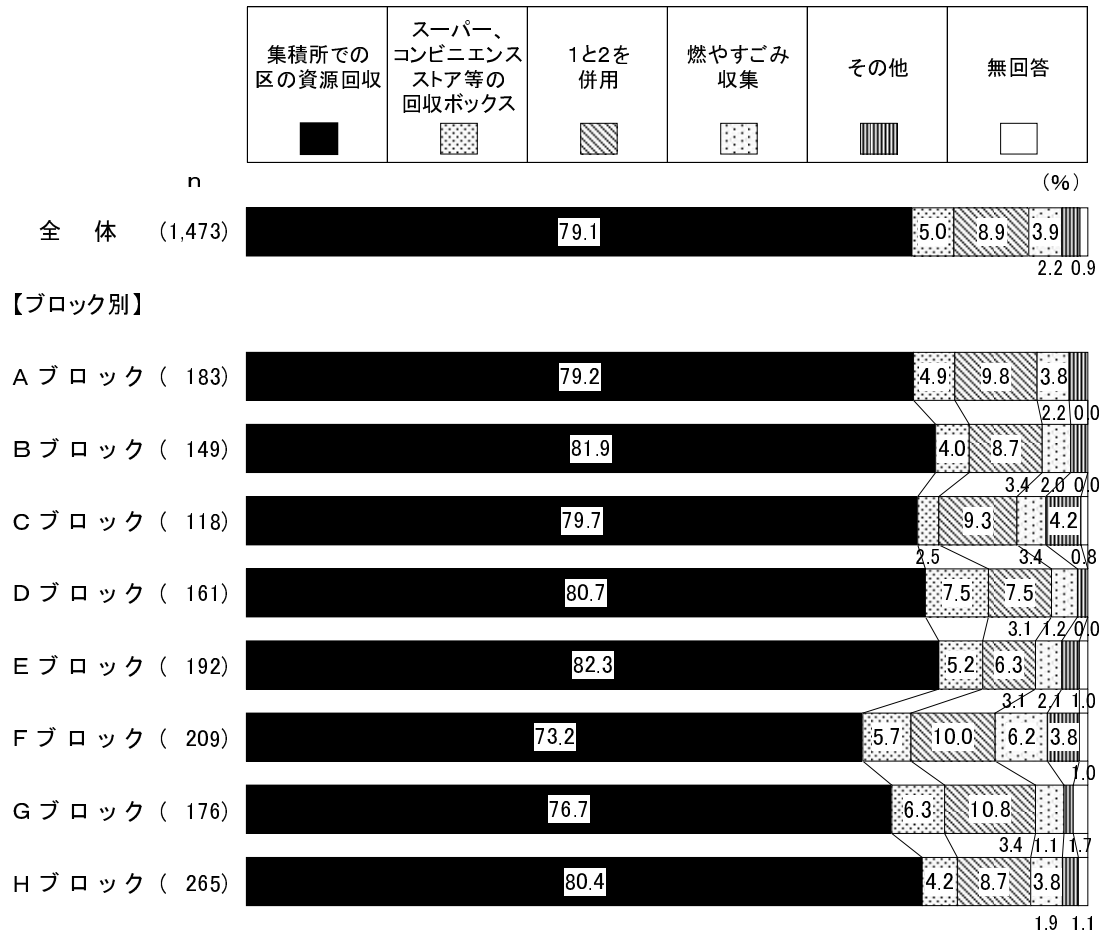 集積所での
区の資源回収
スーパー、
コンビニエンス
ストア等の
回収ボックス
1と2を
併用
燃やすごみ
収集
その他
無回答
n
(%)
全 体 (1,473) 79.1 5.0 8.9 3.9
2.2 0.9
【ブロック別】
Aブロック( 183) 79.2 4.9 9.8 3.8
2.2 0.0
Bブロック( 149) 81.9 4.0 8.7
3.4 2.0 0.0
Cブロック( 118) 79.7 9.3 4.2
2.5 3.4 0.8
Dブロック( 161) 80.7 7.5 7.5
3.1 1.2 0.0
Eブロック( 192) 82.3 5.2 6.3
3.1 2.1 1.0
Fブロック( 209) 73.2 5.7 10.0 6.2 3.8
1.0
Gブロック( 176) 76.7 6.3 10.8
3.4 1.1 1.7
Hブロック( 265) 80.4 4.2 8.7 3.8
1.9 1.1